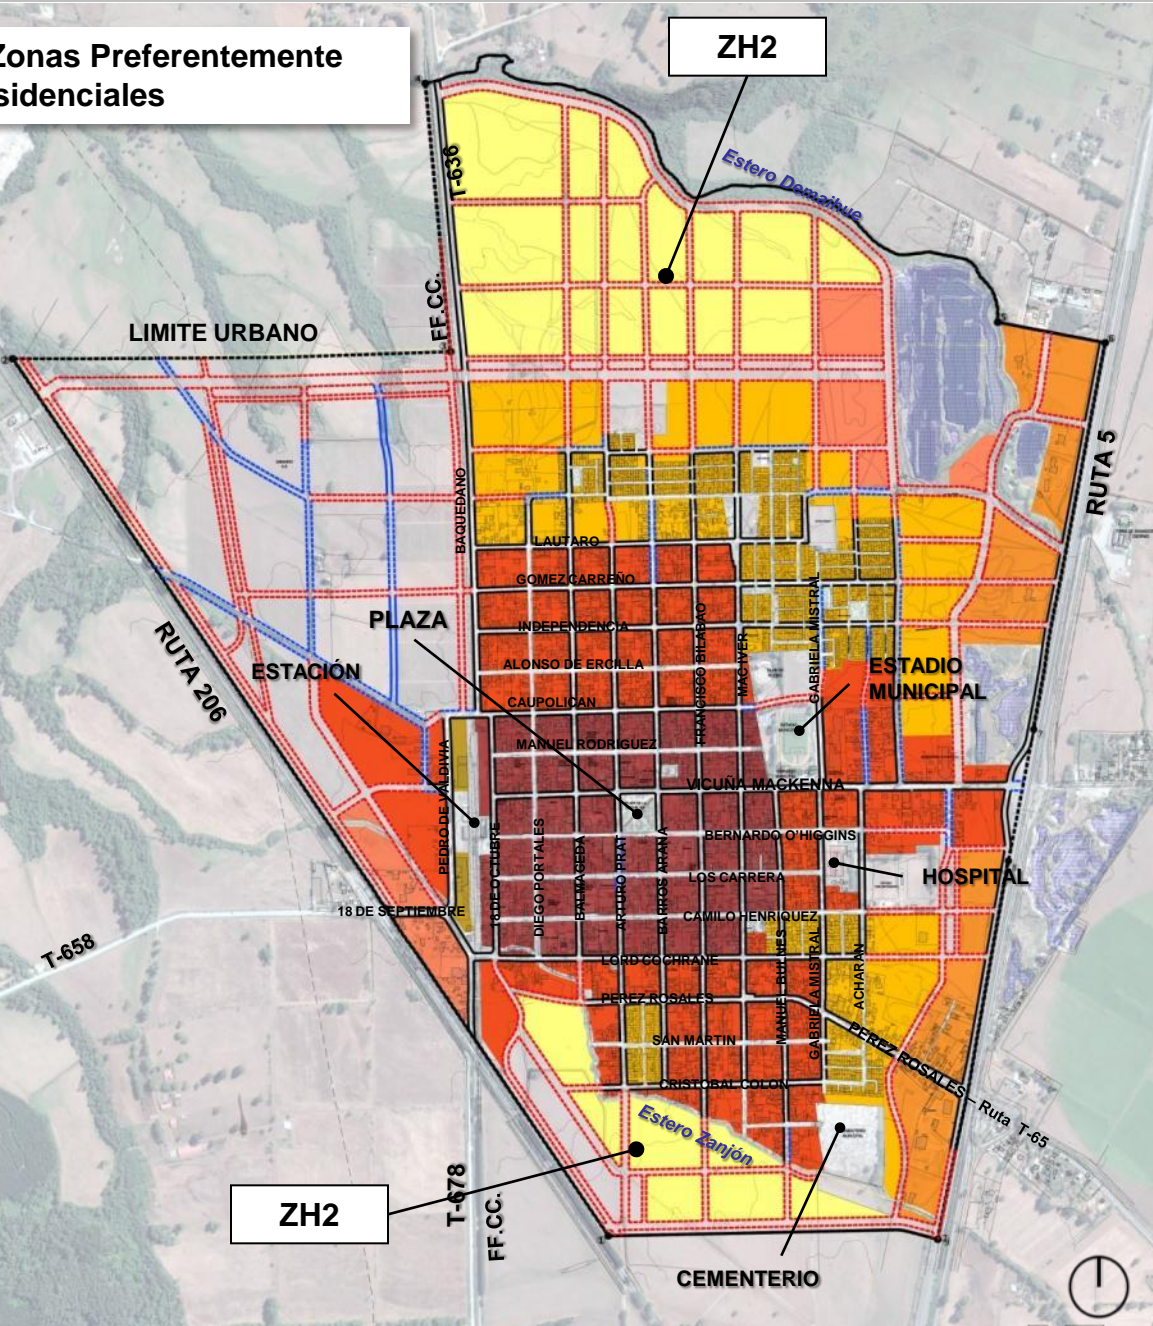 Zonas Preferentemente
sidenciales
ZH2
T-636
Estero Demaihue
FF.CC.
LIMITE URBANO
RUTA 5
BAQUEDANO
LAUTARO
GOMEZ CARREÑO
PLAZA
INDEPENDENCIA
FRANCISCO BILABAO
MAC IVER
GABRIELA MISTRAL
RUTA 206
ESTACIÓN
ALONSO DE ERCILLA
ESTADIO
MUNICIPAL
CAUPOLICAN
MANUEL RODRIGUEZ
PEDRO DE VALDIVIA
VICUÑA MACKENNA
18 DE OCTUBRE
DIEGO PORTALES
BALMACEDA
ARTURO PRAT
BARROS ARANA
BERNARDO O'HIGGINS
LOS CARRERA
HOSPITAL
18 DE SEPTIEMBRE
CAMILO HENRIQUEZ
T-658
LORD COCHRANE
MANUEL BULNES
GABRIELA MISTRAL
ACHARAN
PEREZ ROSALES
SAN MARTIN
PEREZ ROSALES – Ruta T-65
CRISTOBAL COLON
Estero Zanjón
T-678
ZH2
FF.CC.
CEMENTERIO